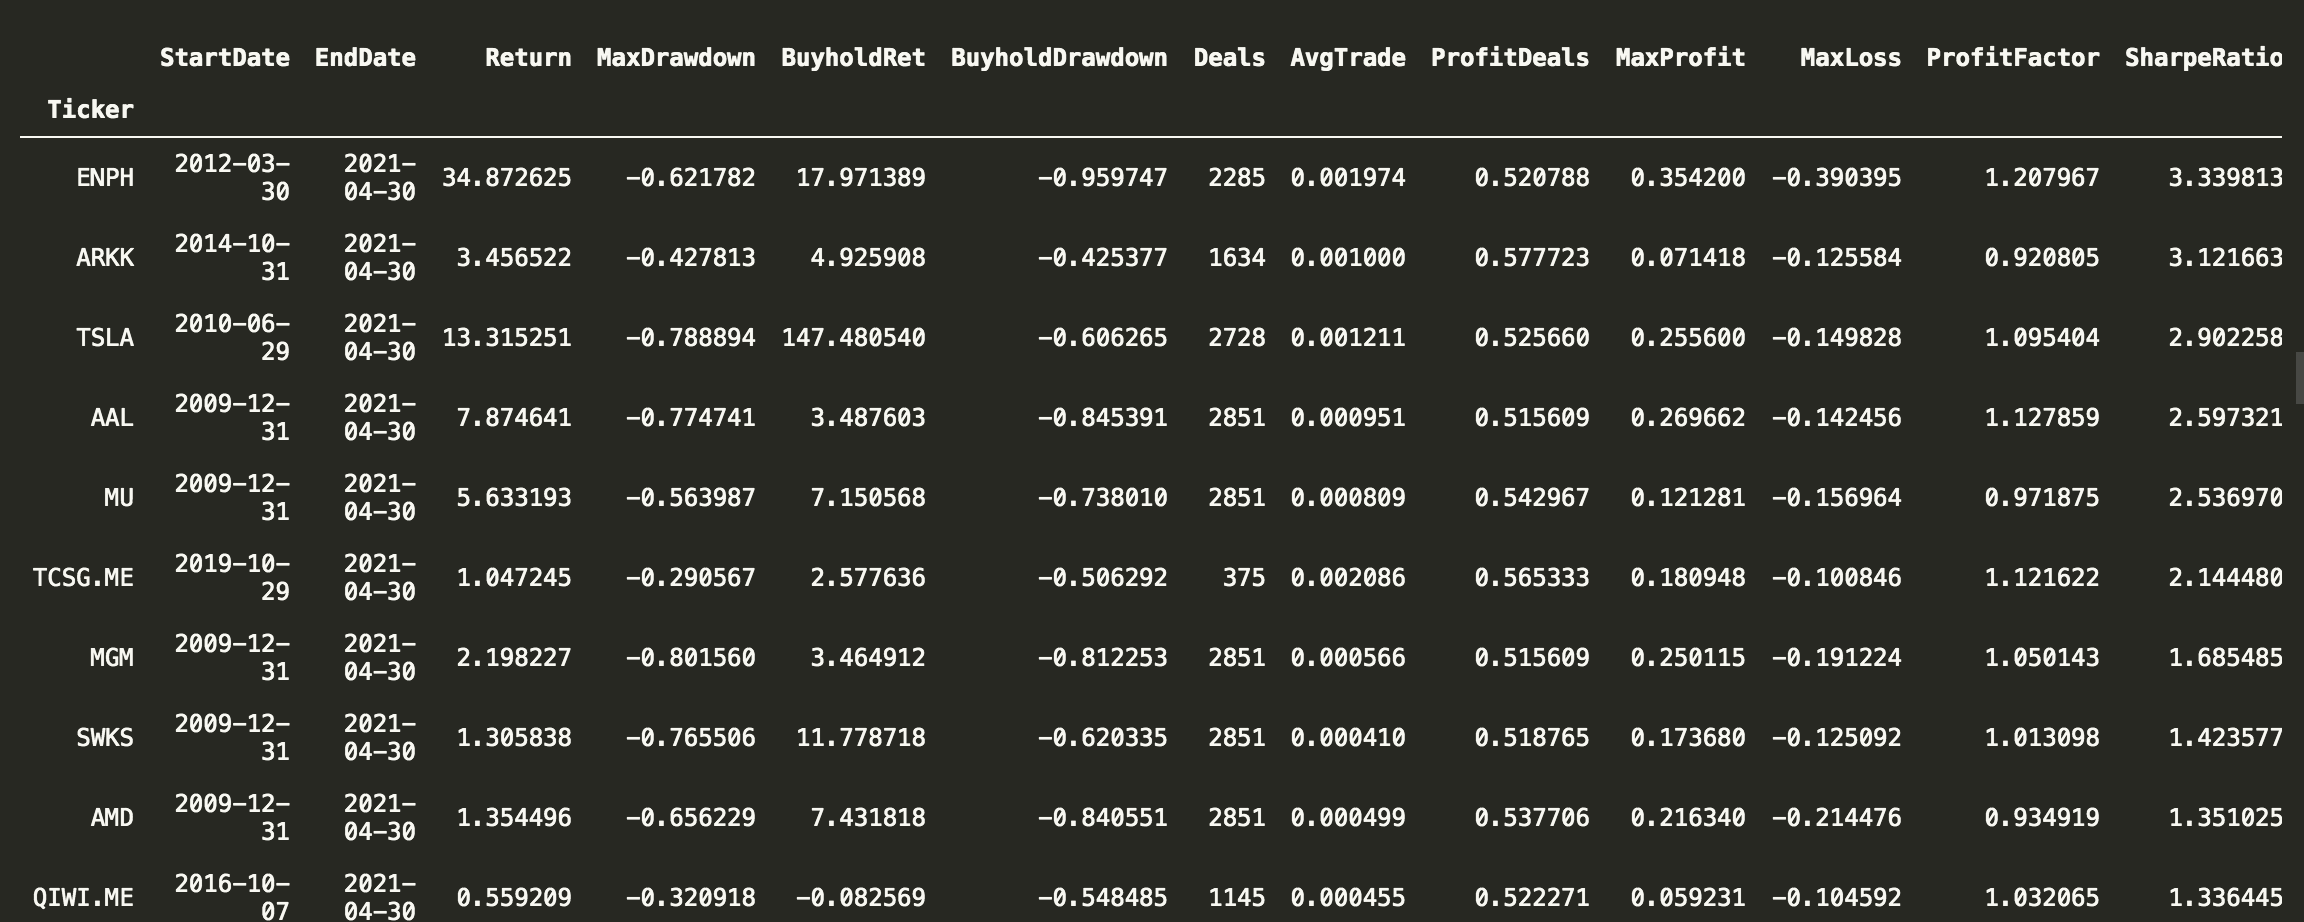 StartDate EndDate Return MaxDrawdown BuyholdRet BuyholdDrawdown Deals AvgTrade ProfitDeals MaxProfit MaxLoss ProfitFactor SharpeRatio
Ticker
ENPH 2012-03-30 2021-04-30 34.872625 -0.621782 17.971389 -0.959747 2285 0.001974 0.520788 0.354200 -0.390395 1.207967 3.339813
ARKK 2014-10-31 2021-04-30 3.456522 -0.427813 4.925908 -0.425377 1634 0.001000 0.577723 0.071418 -0.125584 0.920805 3.121663
TSLA 2010-06-29 2021-04-30 13.315251 -0.788894 147.480540 -0.606265 2728 0.001211 0.525660 0.255600 -0.149828 1.095404 2.902258
AAL 2009-12-31 2021-04-30 7.874641 -0.774741 3.487603 -0.845391 2851 0.000951 0.515609 0.269662 -0.142456 1.127859 2.597321
MU 2009-12-31 2021-04-30 5.633193 -0.563987 7.150568 -0.738010 2851 0.000809 0.542967 0.121281 -0.156964 0.971875 2.536970
TCSG.ME 2019-10-29 2021-04-30 1.047245 -0.290567 2.577636 -0.506292 375 0.002086 0.565333 0.180948 -0.100846 1.121622 2.144480
MGM 2009-12-31 2021-04-30 2.198227 -0.801560 3.464912 -0.812253 2851 0.000566 0.515609 0.250115 -0.191224 1.050143 1.685485
SWKS 2009-12-31 2021-04-30 1.305838 -0.765506 11.778718 -0.620335 2851 0.000410 0.518765 0.173680 -0.125092 1.013098 1.423577
AMD 2009-12-31 2021-04-30 1.354496 -0.656229 7.431818 -0.840551 2851 0.000499 0.537706 0.216340 -0.214476 0.934919 1.351025
QIWI.ME 2016-10-07 2021-04-30 0.559209 -0.320918 -0.082569 -0.548485 1145 0.000455 0.522271 0.059231 -0.104592 1.032065 1.336445